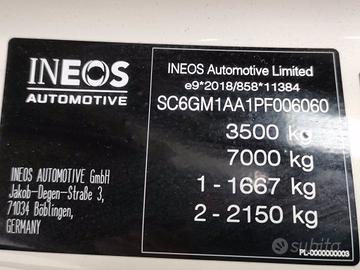 INEOS
AUTOMOTIVE
INEOS Automotive Limited
e9*2018/858*11384
SC6GM1AA1PF006060
3500 kg
7000 kg
1 - 1667 kg
2 - 2150 kg
INEOS AUTOMOTIVE GmbH
Jakob-Degen-Straße 3,
71034 Böblingen,
GERMANY
PL-0000000003
subito